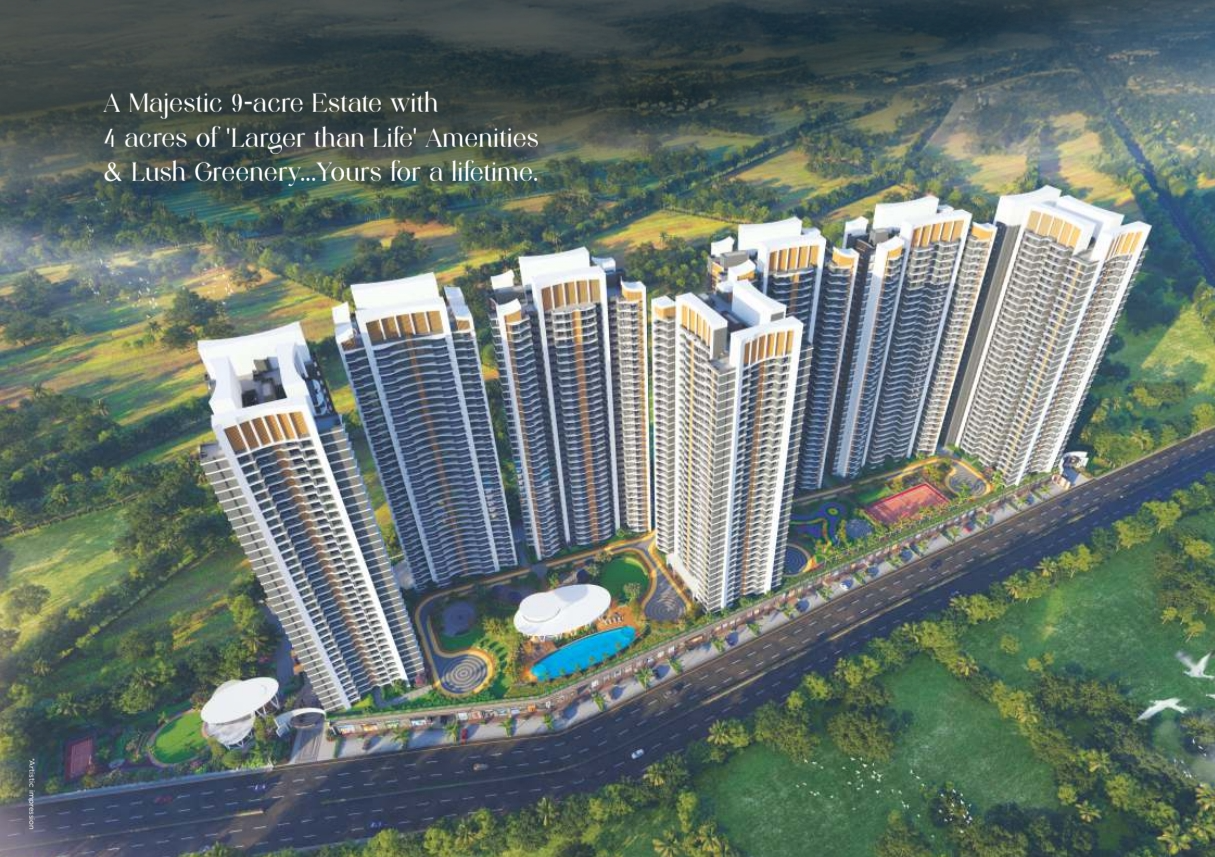 A Majestic 9-acre Estate with
4 acres of 'Larger than Life' Amenities
& Lush Greenery...Yours for a lifetime.
*Artistic impression